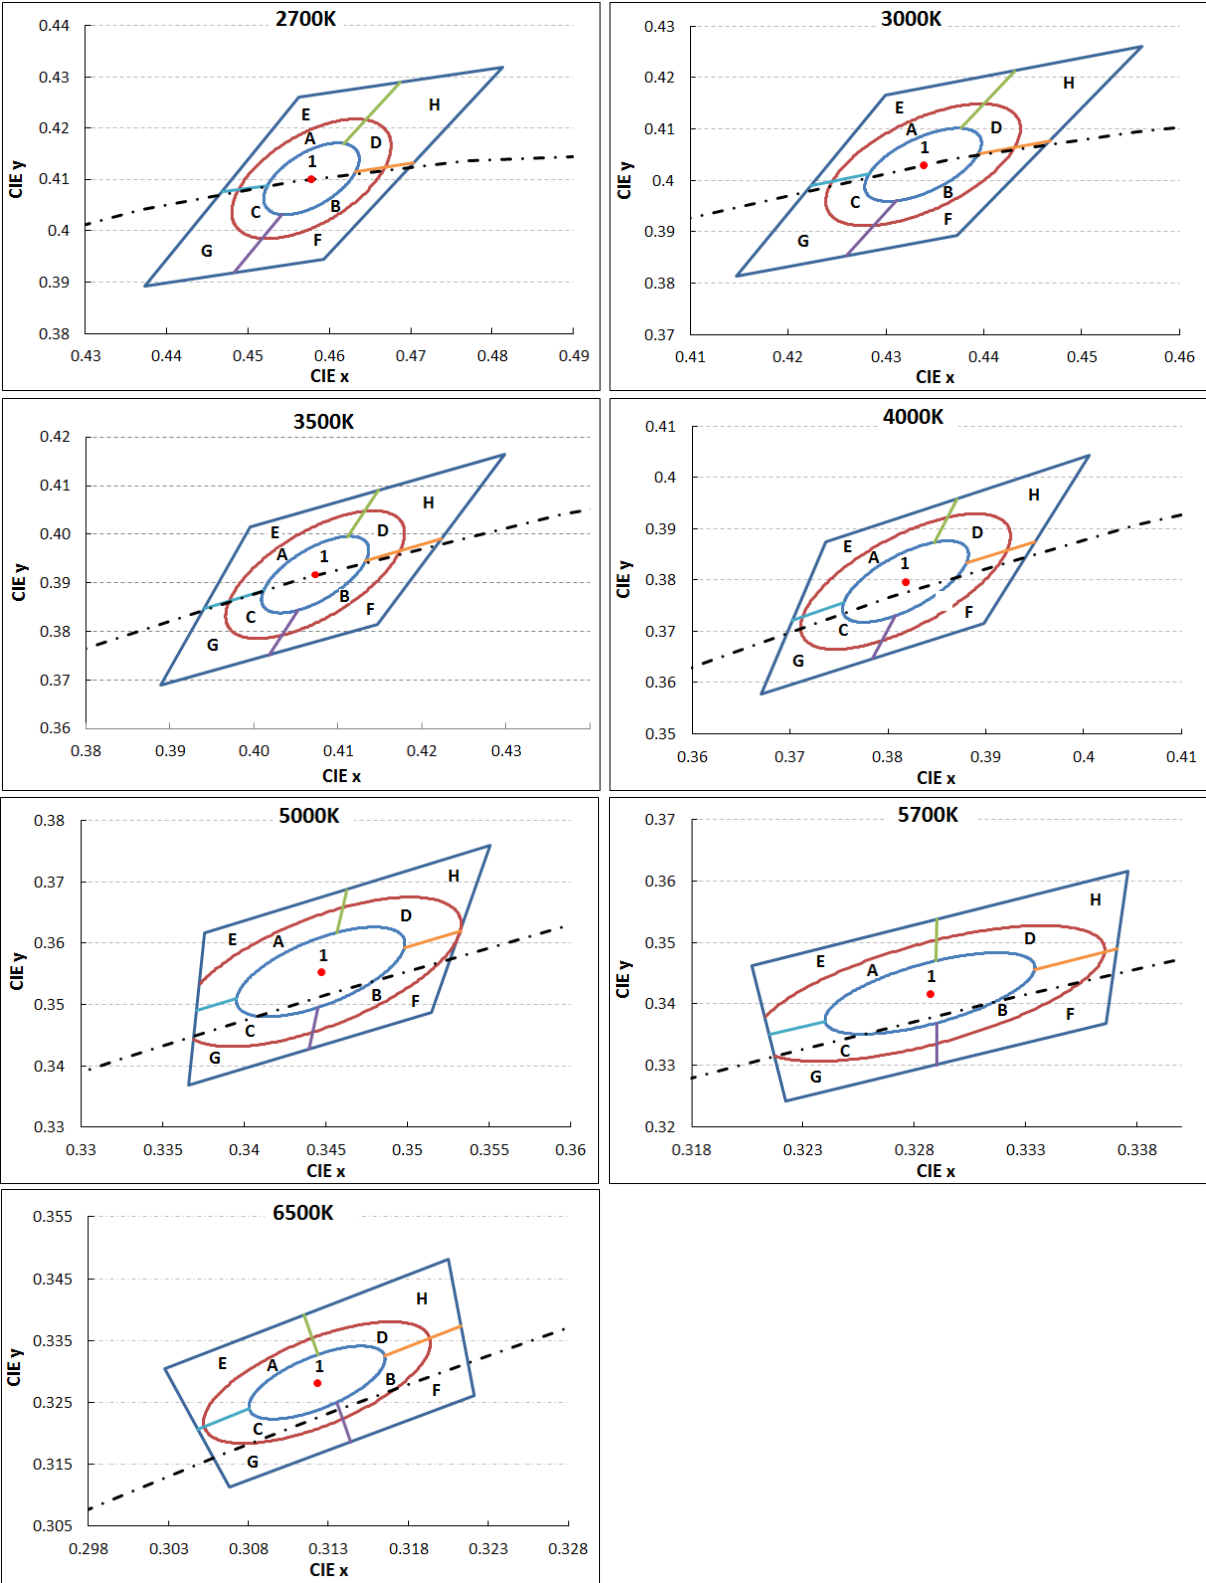 2700K
0.44
0.43
0.42
0.41
0.4
0.39
0.38
CIE y
E
A
1
D
H
C
B
F
G
0.43 0.44 0.45 0.46 0.47 0.48 0.49
CIE x
3000K
0.43
0.42
0.41
0.4
0.39
0.38
0.37
CIE y
E
A
1
D
H
C
B
F
G
0.41 0.42 0.43 0.44 0.45 0.46
CIE x
3500K
0.42
0.41
0.40
0.39
0.38
0.37
0.36
CIE y
E
A
1
D
H
C
B
F
G
0.38 0.39 0.40 0.41 0.42 0.43
CIE x
4000K
0.41
0.4
0.39
0.38
0.37
0.36
0.35
CIE y
E
A
1
D
H
C
F
G
0.36 0.37 0.38 0.39 0.4 0.41
CIE x
5000K
0.38
0.37
0.36
0.35
0.34
0.33
CIE y
E
A
1
D
H
C
B
F
G
0.33 0.335 0.34 0.345 0.35 0.355 0.36
CIE x
5700K
0.37
0.36
0.35
0.34
0.33
0.32
CIE y
E
A
1
D
H
C
B
F
G
0.318 0.323 0.328 0.333 0.338
CIE x
6500K
0.355
0.345
0.335
0.325
0.315
0.305
CIE y
E
A
1
D
H
C
B
F
G
0.298 0.303 0.308 0.313 0.318 0.323 0.328
CIE x